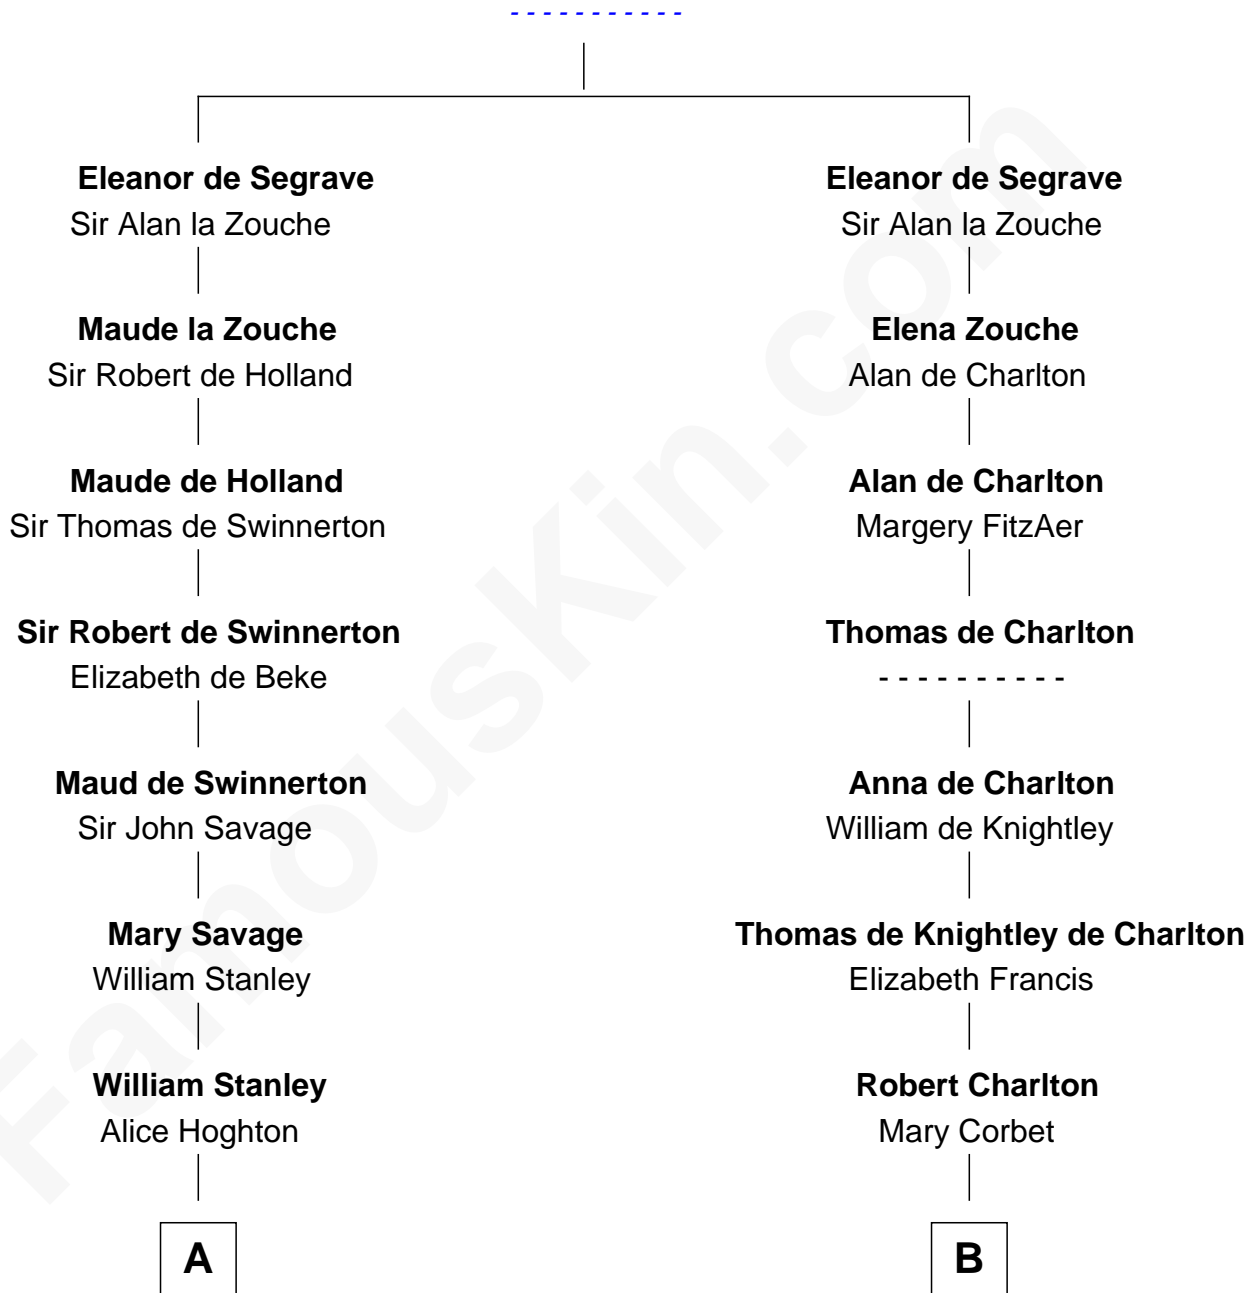 - - - - - - - - - - -
Eleanor de Segrave
Sir Alan la Zouche
Maude la Zouche
Sir Robert de Holland
Maude de Holland
Sir Thomas de Swinnerton
Sir Robert de Swinnerton
Elizabeth de Beke
Maud de Swinnerton
Sir John Savage
Mary Savage
William Stanley
William Stanley
Alice Hoghton
A
Eleanor de Segrave
Sir Alan la Zouche
Elena Zouche
Alan de Charlton
Alan de Charlton
Margery FitzAer
Thomas de Charlton
- - - - - - - - - -
Anna de Charlton
William de Knightley
Thomas de Knightley de Charlton
Elizabeth Francis
Robert Charlton
Mary Corbet
B
FamousKin.com